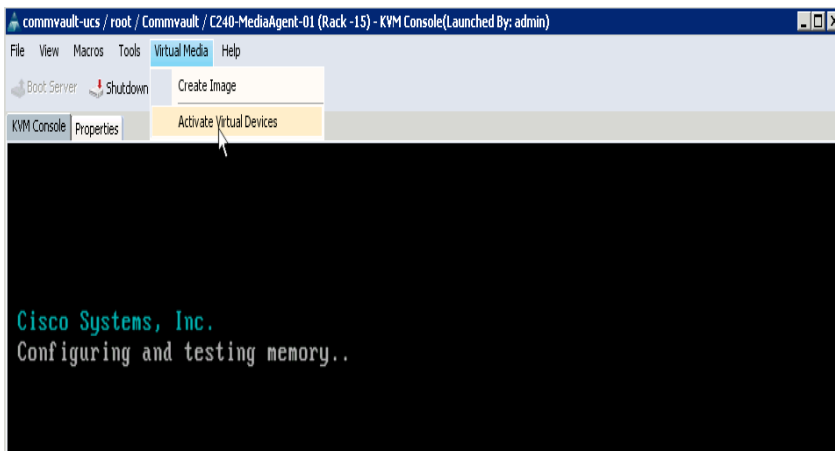 commvault-ucs / root / Commvault / C240-MediaAgent-01 (Rack -15) - KVM Console(Launched By: admin)
File View Macros Tools Virtual Media Help
Boot Server Shutdown
Create Image
Activate Virtual Devices
KVM Console Properties
Cisco Systems, Inc.
Configuring and testing memory..